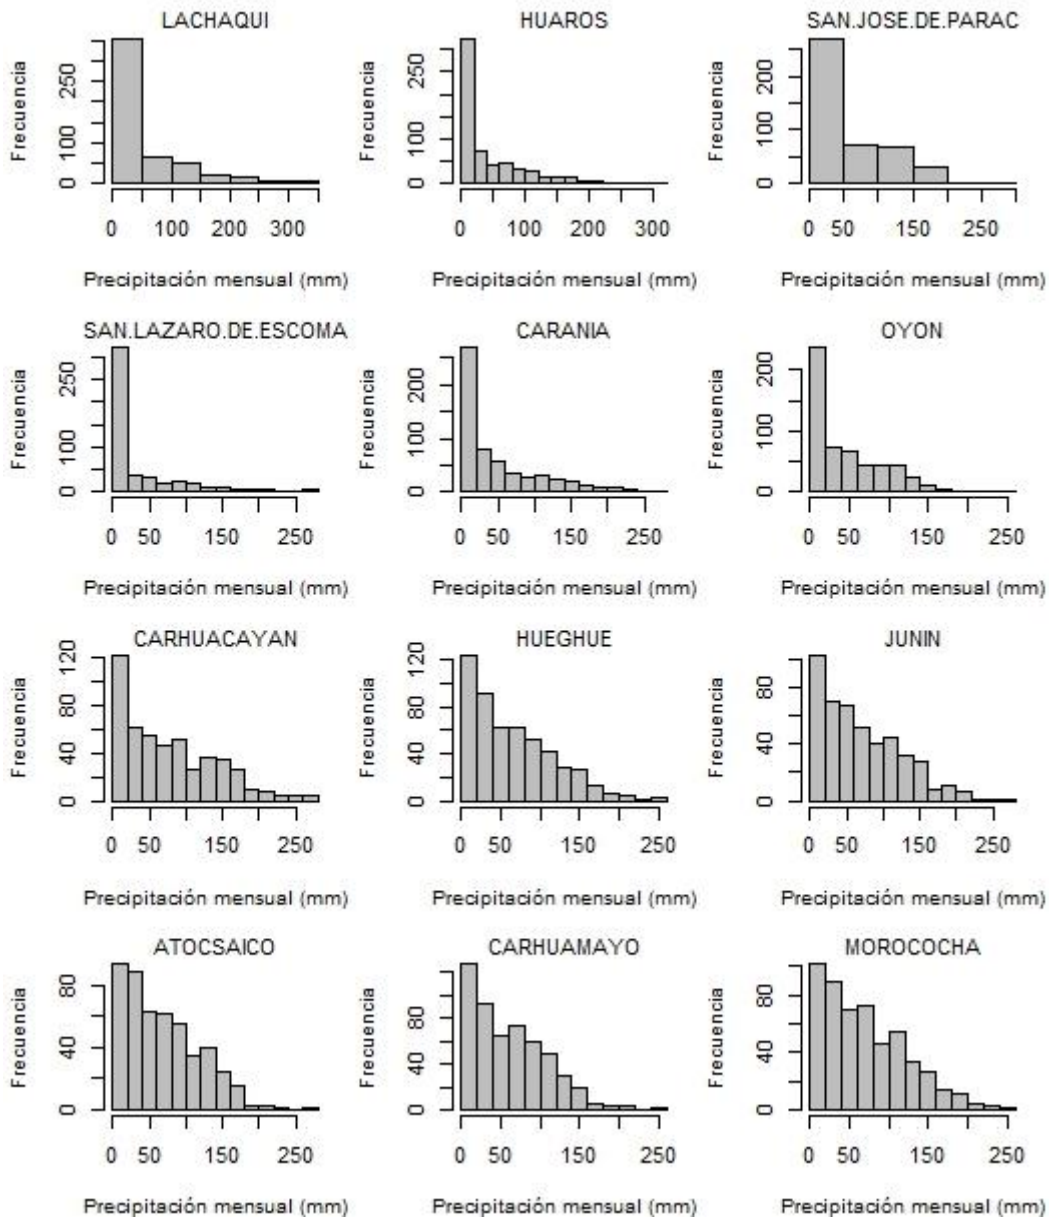 LACHAQUI HUAROS SAN.JOSE.DE.PARAC
Frecuencia 0 100 250 Frecuencia 0 100 250 Frecuencia 0 100 200
0 100 200 300 0 100 200 300 0 50 150 250
Precipitación mensual (mm) Precipitación mensual (mm) Precipitación mensual (mm)
SAN.LAZARO.DE.ESCOMA CARANIA OYON
Frecuencia 0 100 250 Frecuencia 0 100 200 Frecuencia 0 100 200
0 50 150 250 0 50 150 250 0 50 150 250
Precipitación mensual (mm) Precipitación mensual (mm) Precipitación mensual (mm)
CARHUACAYAN HUEGHUE JUNIN
Frecuencia 0 40 80 120 Frecuencia 0 40 80 120 Frecuencia 0 40 80
0 50 150 250 0 50 150 250 0 50 150 250
Precipitación mensual (mm) Precipitación mensual (mm) Precipitación mensual (mm)
ATOCSAICO CARHUAMAYO MOROCOCHA
Frecuencia 0 40 80 Frecuencia 0 40 80 Frecuencia 0 40 80
0 50 150 250 0 50 150 250 0 50 150 250
Precipitación mensual (mm) Precipitación mensual (mm) Precipitación mensual (mm)